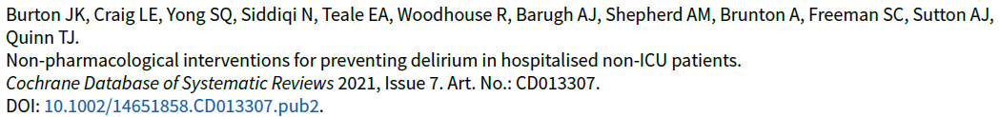 Burton JK, Craig LE, Yong SQ, Siddiqi N, Teale EA, Woodhouse R, Barugh AJ, Shepherd AM, Brunton A, Freeman SC, Sutton AJ,
Quinn TJ.
Non-pharmacological interventions for preventing delirium in hospitalised non-ICU patients.
Cochrane Database of Systematic Reviews 2021, Issue 7. Art. No.: CD013307.
DOI: 10.1002/14651858.CD013307.pub2.